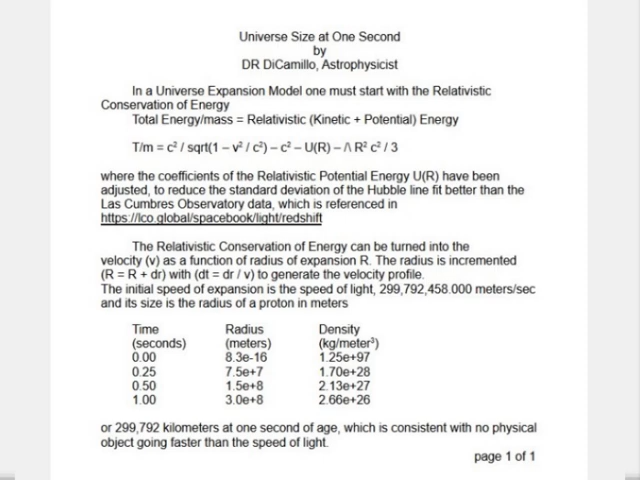 Universe Size at One Second
by
DR DiCamillo, Astrophysicist
In a Universe Expansion Model one must start with the Relativistic
Conservation of Energy
Total Energy/mass = Relativistic (Kinetic + Potential) Energy
T/m = c² / sqrt(1 – v² / c²) – c² – U(R) – /\ R² c² / 3
where the coefficients of the Relativistic Potential Energy U(R) have been
adjusted, to reduce the standard deviation of the Hubble line fit better than the
Las Cumbres Observatory data, which is referenced in
https://lco.global/spacebook/light/redshift
The Relativistic Conservation of Energy can be turned into the
velocity (v) as a function of radius of expansion R. The radius is incremented
(R = R + dr) with (dt = dr / v) to generate the velocity profile.
The initial speed of expansion is the speed of light, 299,792,458.000 meters/sec
and its size is the radius of a proton in meters
Time Radius Density
(seconds) (meters) (kg/meter³)
0.00 8.3e-16 1.25e+97
0.25 7.5e+7 1.70e+28
0.50 1.5e+8 2.13e+27
1.00 3.0e+8 2.66e+26
or 299,792 kilometers at one second of age, which is consistent with no physical
object going faster than the speed of light.
page 1 of 1